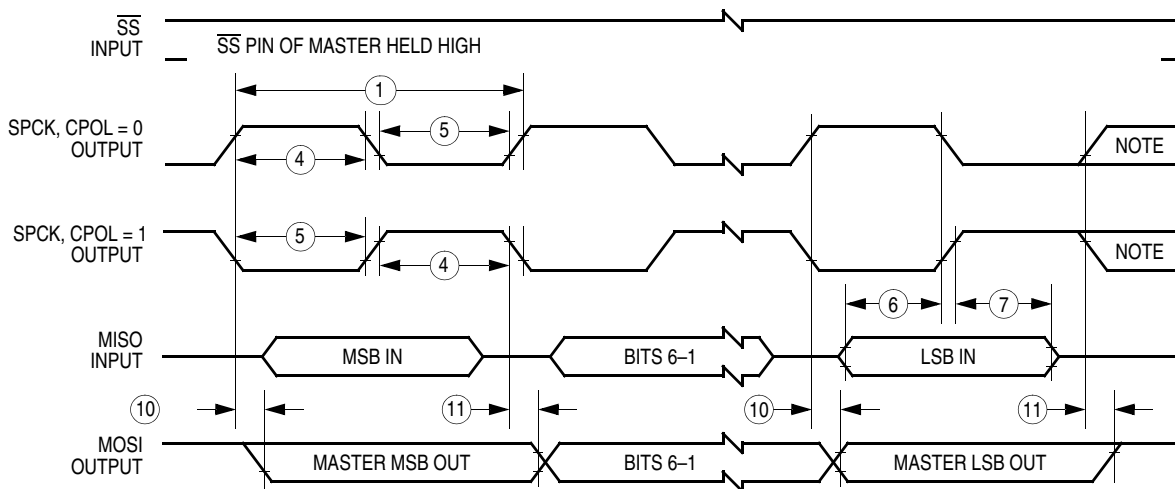 SS
INPUT
SS PIN OF MASTER HELD HIGH
1
SPCK, CPOL = 0
OUTPUT
5
4
NOTE
SPCK, CPOL = 1
OUTPUT
5
4
NOTE
6
7
MISO
INPUT
MSB IN
BITS 6–1
LSB IN
10
11
10
11
MOSI
OUTPUT
MASTER MSB OUT
BITS 6–1
MASTER LSB OUT